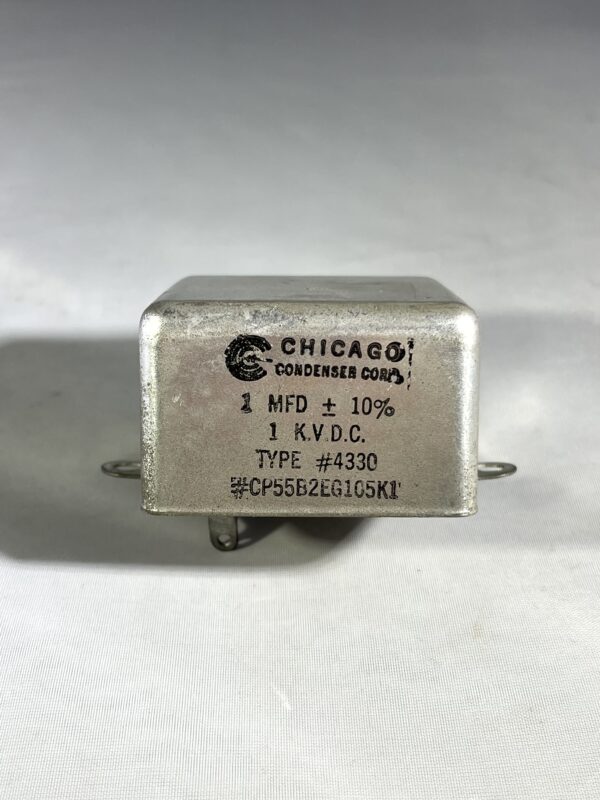 CHICAGO
CONDENSER CORP.
1 MFD ± 10%
1 K.V.D.C.
TYPE #4330
#CP55B2EG105K1